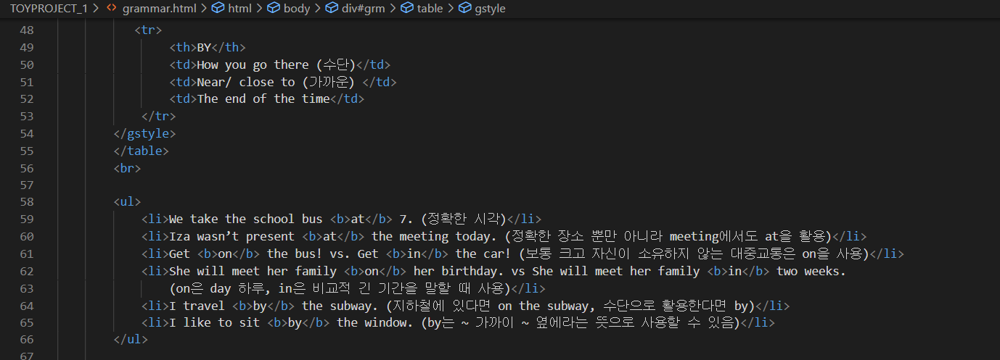 TOYPROJECT_1 > <> grammar.html > html > body > div#grm > table > gstyle
48 <tr>
49 <th>BY</th>
50 <td>How you go there (수단)</td>
51 <td>Near/ close to (가까운) </td>
52 <td>The end of the time</td>
53 </tr>
54 </gstyle>
55 </table>
56 <br>
57
58 <ul>
59 <li>We take the school bus <b>at</b> 7. (정확한 시각)</li>
60 <li>Iza wasn’t present <b>at</b> the meeting today. (정확한 장소 뿐만 아니라 meeting에서도 at을 활용)</li>
61 <li>Get <b>on</b> the bus! vs. Get <b>in</b> the car! (보통 크고 자신이 소유하지 않는 대중교통은 on을 사용)</li>
62 <li>She will meet her family <b>on</b> her birthday. vs She will meet her family <b>in</b> two weeks.
63 (on은 day 하루, in은 비교적 긴 기간을 말할 때 사용)</li>
64 <li>I travel <b>by</b> the subway. (지하철에 있다면 on the subway, 수단으로 활용한다면 by)</li>
65 <li>I like to sit <b>by</b> the window. (by는 ~ 가까이 ~ 옆에라는 뜻으로 사용할 수 있음)</li>
66 </ul>
67